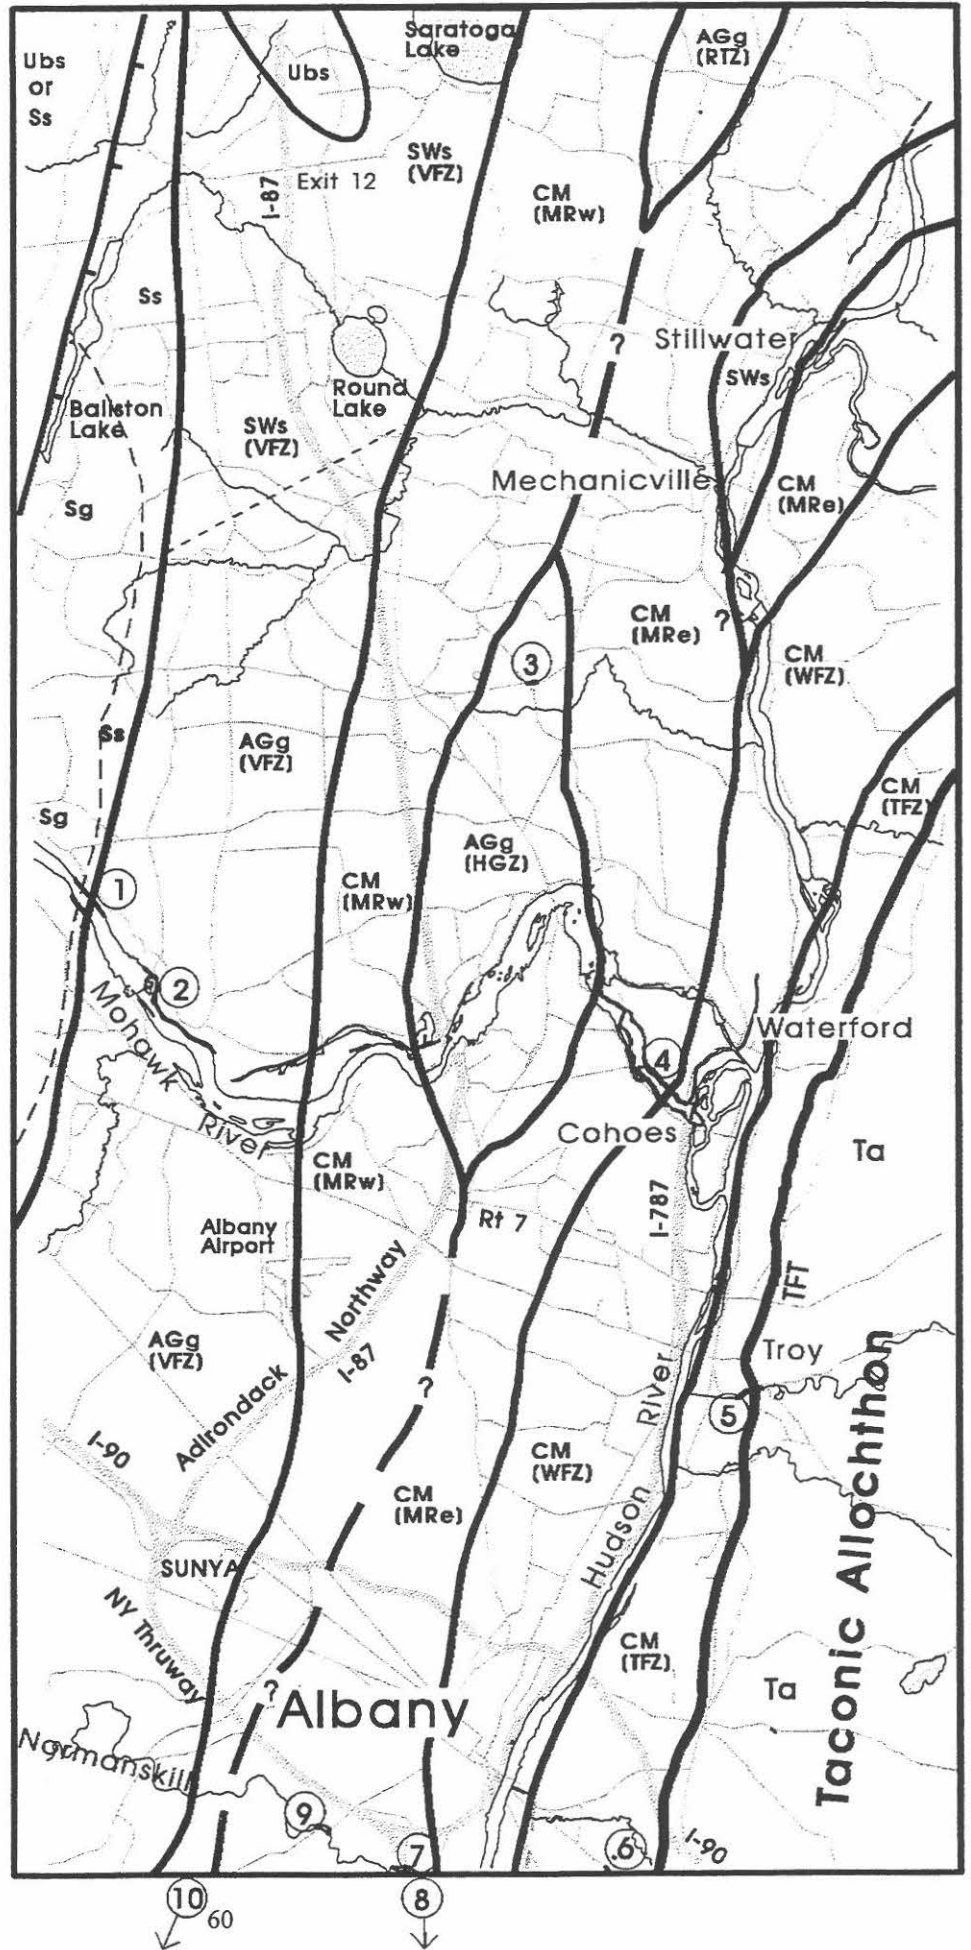 Ubs
or
Ss
Ubs
Saratoga
Lake
AGg
(RTZ)
SWs
(VFZ)
I-87
Exit 12
CM
(MRw)
Ss
?
Stillwater
SWs
Round
Lake
Ballston
Lake
SWs
(VFZ)
Mechanicville
CM
(MRe)
Sg
CM
(MRe)
?
3
CM
(WFZ)
Ss
AGg
(VFZ)
CM
(TFZ)
Sg
AGg
(HGZ)
1
CM
(MRw)
2
Mohawk
River
Waterford
4
Cohoes
Ta
CM
(MRw)
Albany
Airport
Rt 7
I-787
Adirondack Northway
I-87
TFT
AGg
(VFZ)
Troy
?
5
I-90
CM
(WFZ)
CM
(MRe)
Hudson River
SUNYA
NY Thruway
CM
(TFZ)
Ta
Taconic Allochthon
?
Albany
Normanskill
9
7
.6
I-90
10
60
8